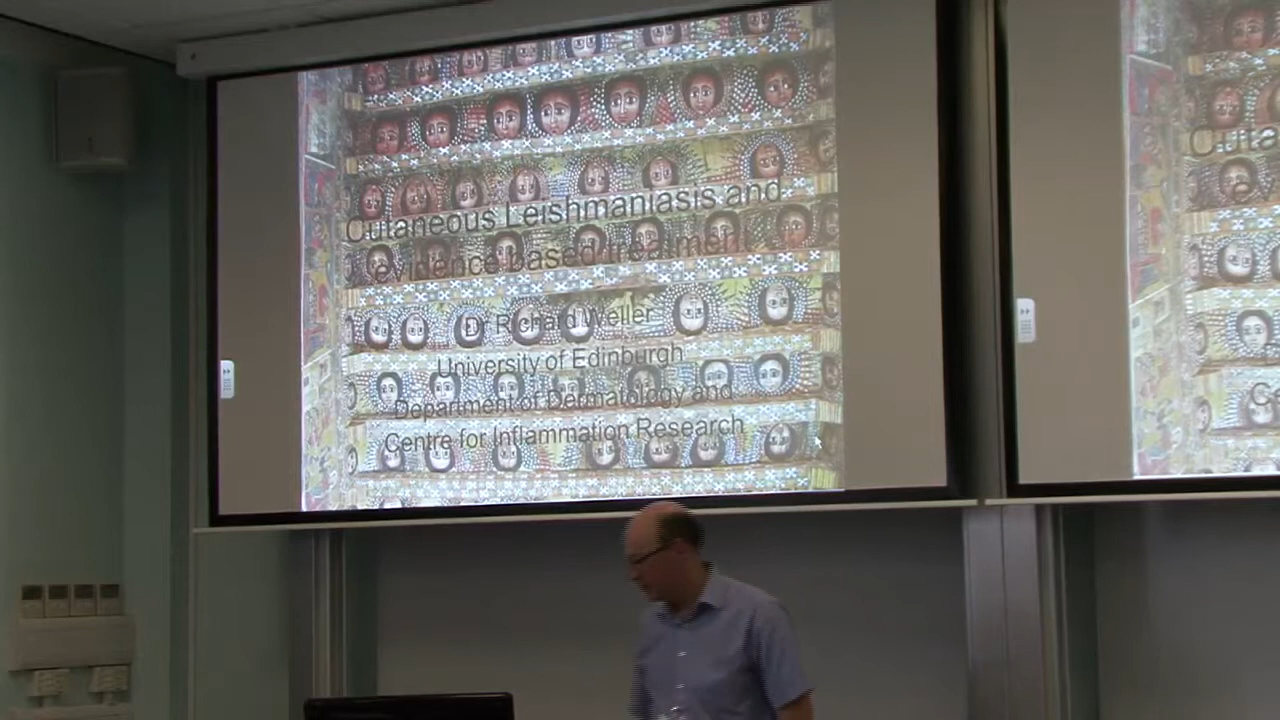 Cutaneous Leishmaniasis and
evidence based treatment
Dr Richard Weller
University of Edinburgh
Department of Dermatology and
Centre for Inflammation Research
Cuta
C